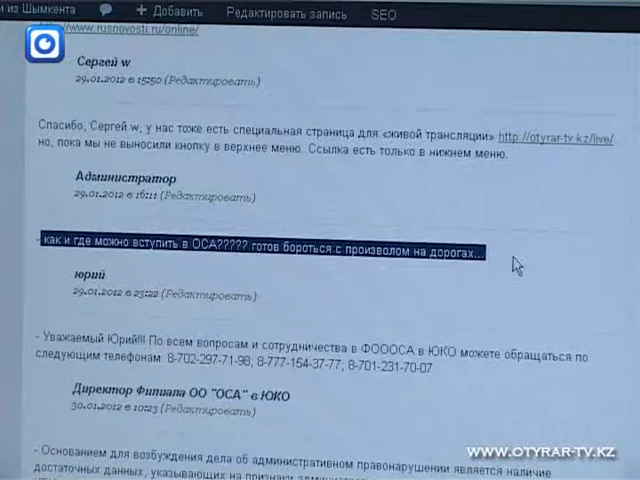 и из Шымкента + Добавить Редактировать запись SEO
://www.rusnovosti.ru/online/
Сергей w
29.01.2012 в 15:50 (Редактировать)
Спасибо, Сергей w, у нас тоже есть специальная страница для «живой трансляции» http://otyrar-tv.kz/live/
но, пока мы не выносили кнопку в верхнее меню. Ссылка есть только в нижнем меню.
Администратор
29.01.2012 в 16:11 (Редактировать)
- как и где можно вступить в ОСА????? готов бороться с произволом на дорогах...
юрий
29.01.2012 в 23:22 (Редактировать)
- Уважаемый Юрий!!! По всем вопросам и сотрудничества в ФОООСА в ЮКО можете обращаться по
следующим телефонам: 8-702-297-71-98, 8-777-154-37-77, 8-701-231-70-07
Директор Филиала ОО "ОСА" в ЮКО
30.01.2012 в 10:23 (Редактировать)
- Основанием для возбуждения дела об административном правонарушении является наличие
достаточных данных, указывающих на признаки
WWW.OTYRAR-TV.KZ